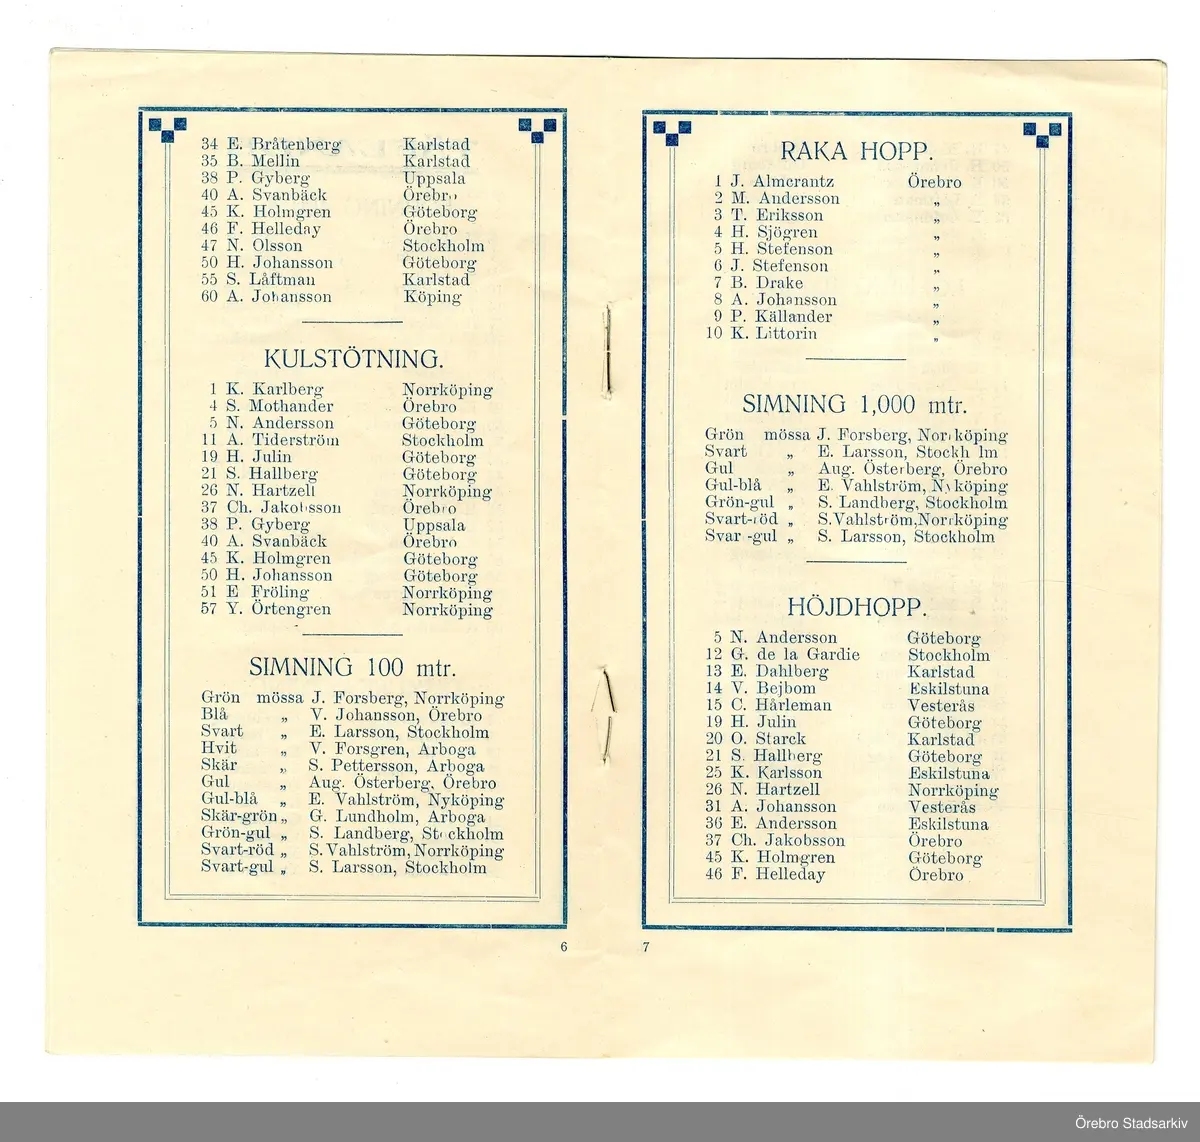 34 E. Bråtenberg Karlstad
35 B. Mellin Karlstad
38 P. Gyberg Uppsala
40 A. Svanbäck Örebro
45 K. Holmgren Göteborg
46 F. Helleday Örebro
47 N. Olsson Stockholm
50 H. Johansson Göteborg
55 S. Låftman Karlstad
60 A. Johansson Köping
KULSTÖTNING.
1 K. Karlberg Norrköping
4 S. Mothander Örebro
5 N. Andersson Göteborg
11 A. Tiderström Stockholm
19 H. Julin Göteborg
21 S. Hallberg Göteborg
26 N. Hartzell Norrköping
37 Ch. Jakobsson Örebro
38 P. Gyberg Uppsala
40 A. Svanbäck Örebro
45 K. Holmgren Göteborg
50 H. Johansson Göteborg
51 E Fröling Norrköping
57 Y. Örtengren Norrköping
SIMNING 100 mtr.
Grön mössa J. Forsberg, Norrköping
Blå „ V. Johansson, Örebro
Svart „ E. Larsson, Stockholm
Hvit „ V. Forsgren, Arboga
Skär „ S. Pettersson, Arboga
Gul „ Aug. Österberg, Örebro
Gul-blå „ E. Vahlström, Nyköping
Skär-grön „ G. Lundholm, Arboga
Grön-gul „ S. Landberg, Stockholm
Svart-röd „ S. Vahlström, Norrköping
Svart-gul „ S. Larsson, Stockholm
6
RAKA HOPP.
1 J. Almcrantz Örebro
2 M. Andersson „
3 T. Eriksson „
4 H. Sjögren „
5 H. Stefenson „
6 J. Stefenson „
7 B. Drake „
8 A. Johansson „
9 P. Källander „
10 K. Littorin „
SIMNING 1,000 mtr.
Grön mössa J. Forsberg, Norrköping
Svart „ E. Larsson, Stockh lm
Gul „ Aug. Österberg, Örebro
Gul-blå „ E. Vahlström, Nyköping
Grön-gul „ S. Landberg, Stockholm
Svart-röd „ S. Vahlström, Norrköping
Svar -gul „ S. Larsson, Stockholm
HÖJDHOPP.
5 N. Andersson Göteborg
12 G. de la Gardie Stockholm
13 E. Dahlberg Karlstad
14 V. Bejbom Eskilstuna
15 C. Hårleman Vesterås
19 H. Julin Göteborg
20 O. Starck Karlstad
21 S. Hallberg Göteborg
25 K. Karlsson Eskilstuna
26 N. Hartzell Norrköping
31 A. Johansson Vesterås
36 E. Andersson Eskilstuna
37 Ch. Jakobsson Örebro
45 K. Holmgren Göteborg
46 F. Helleday Örebro
7
Örebro Stadsarkiv